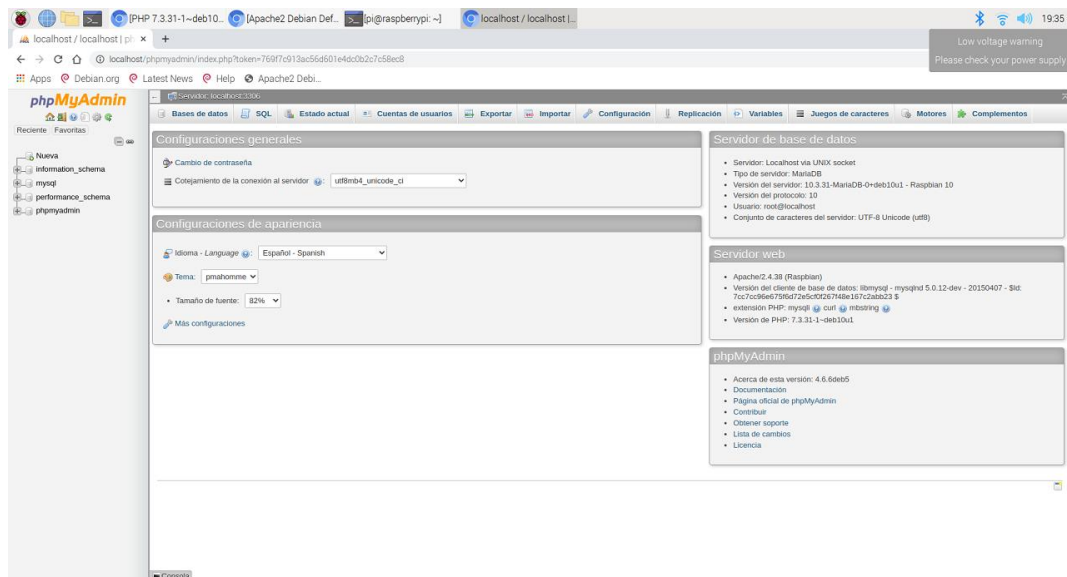 [PHP 7.3.31-1~deb10... [Apache2 Debian Def... [pi@raspberrypi: ~] localhost / localhost |... 19:35
localhost / localhost | ph × +
Low voltage warning
Please check your power supply
localhost/phpmyadmin/index.php?token=769f7c913ac56d601e4dc0b2c7c58ec8
Apps Debian.org Latest News Help Apache2 Debi...
phpMyAdmin
Reciente Favoritas
Nueva
information_schema
mysql
performance_schema
phpmyadmin
Servidor: localhost:3306
Bases de datos SQL Estado actual Cuentas de usuarios Exportar Importar Configuración Replicación Variables Juegos de caracteres Motores Complementos
Configuraciones generales
Cambio de contraseña
Cotejamiento de la conexión al servidor : utf8mb4_unicode_ci
Configuraciones de apariencia
Idioma - Language : Español - Spanish
Tema: pmahomme
• Tamaño de fuente: 82%
Más configuraciones
Servidor de base de datos
• Servidor: Localhost via UNIX socket
• Tipo de servidor: MariaDB
• Versión del servidor: 10.3.31-MariaDB-0+deb10u1 - Raspbian 10
• Versión del protocolo: 10
• Usuario: root@localhost
• Conjunto de caracteres del servidor: UTF-8 Unicode (utf8)
Servidor web
• Apache/2.4.38 (Raspbian)
• Versión del cliente de base de datos: libmysql - mysqlnd 5.0.12-dev - 20150407 - $Id:
7cc7cc96e675f6d72e5cf0f267f48e167c2abb23 $
• extensión PHP: mysqli curl mbstring
• Versión de PHP: 7.3.31-1~deb10u1
phpMyAdmin
• Acerca de esta versión: 4.6.6deb5
• Documentación
• Página oficial de phpMyAdmin
• Contribuir
• Obtener soporte
• Lista de cambios
• Licencia
Consola